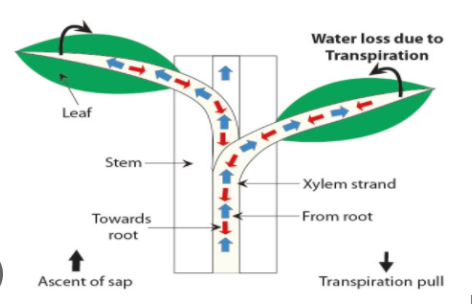 Water loss due to
Transpiration
Leaf
Stem
Xylem strand
Towards
root
From root
Ascent of sap
Transpiration pull